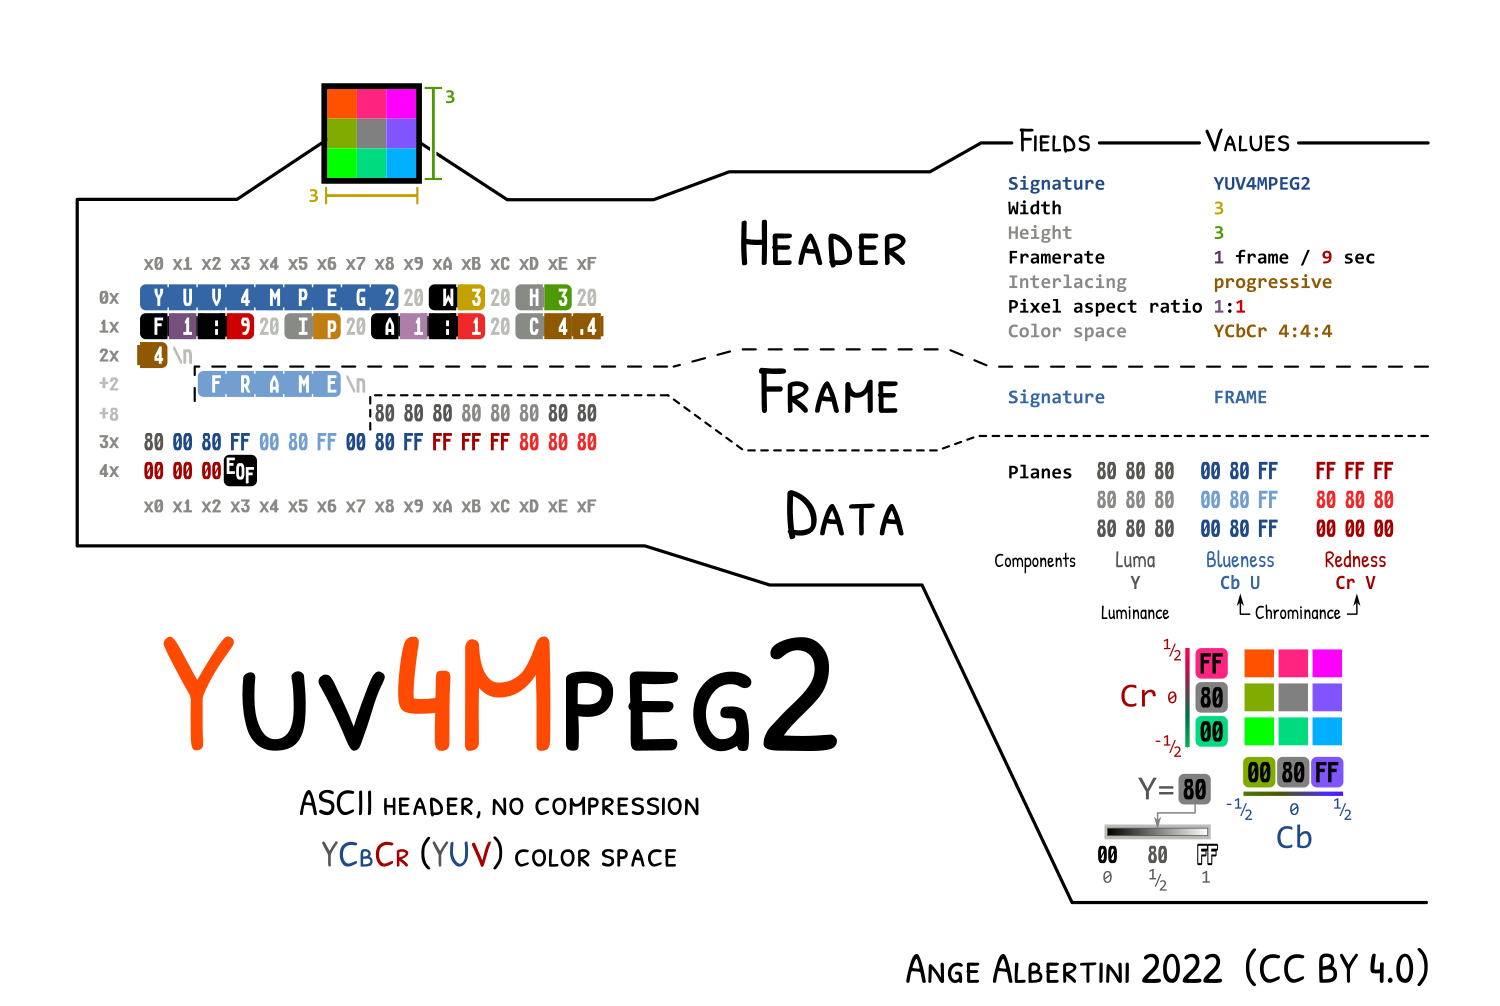 3
3
x0 x1 x2 x3 x4 x5 x6 x7 x8 x9 xA xB xC xD xE xF
0x Y U V 4 M P E G 2 20 W 3 20 H 3 20
1x F 1 : 9 20 I p 20 A 1 : 1 20 C 4 .4
2x 4 \n
+2 F R A M E \n
+8 80 80 80 80 80 80 80 80
3x 80 00 80 FF 00 80 FF 00 80 FF FF FF FF 80 80 80
4x 00 00 00 EOF
x0 x1 x2 x3 x4 x5 x6 x7 x8 x9 xA xB xC xD xE xF
HEADER
FRAME
DATA
FIELDS VALUES
Signature YUV4MPEG2
Width 3
Height 3
Framerate 1 frame / 9 sec
Interlacing progressive
Pixel aspect ratio 1:1
Color space YCbCr 4:4:4
Signature FRAME
Planes 80 80 80 00 80 FF FF FF FF
80 80 80 00 80 FF 80 80 80
80 80 80 00 80 FF 00 00 00
Components Luma Blueness Redness
Y Cb U Cr V
Luminance Chrominance
1/2 FF
Cr 0 80
-1/2 00
00 80 FF
-1/2 0 1/2
Cb
Y= 80
00 80 FF
0 1/2 1
YUV4MPEG2
ASCII HEADER, NO COMPRESSION
YCBCR (YUV) COLOR SPACE
ANGE ALBERTINI 2022 (CC BY 4.0)